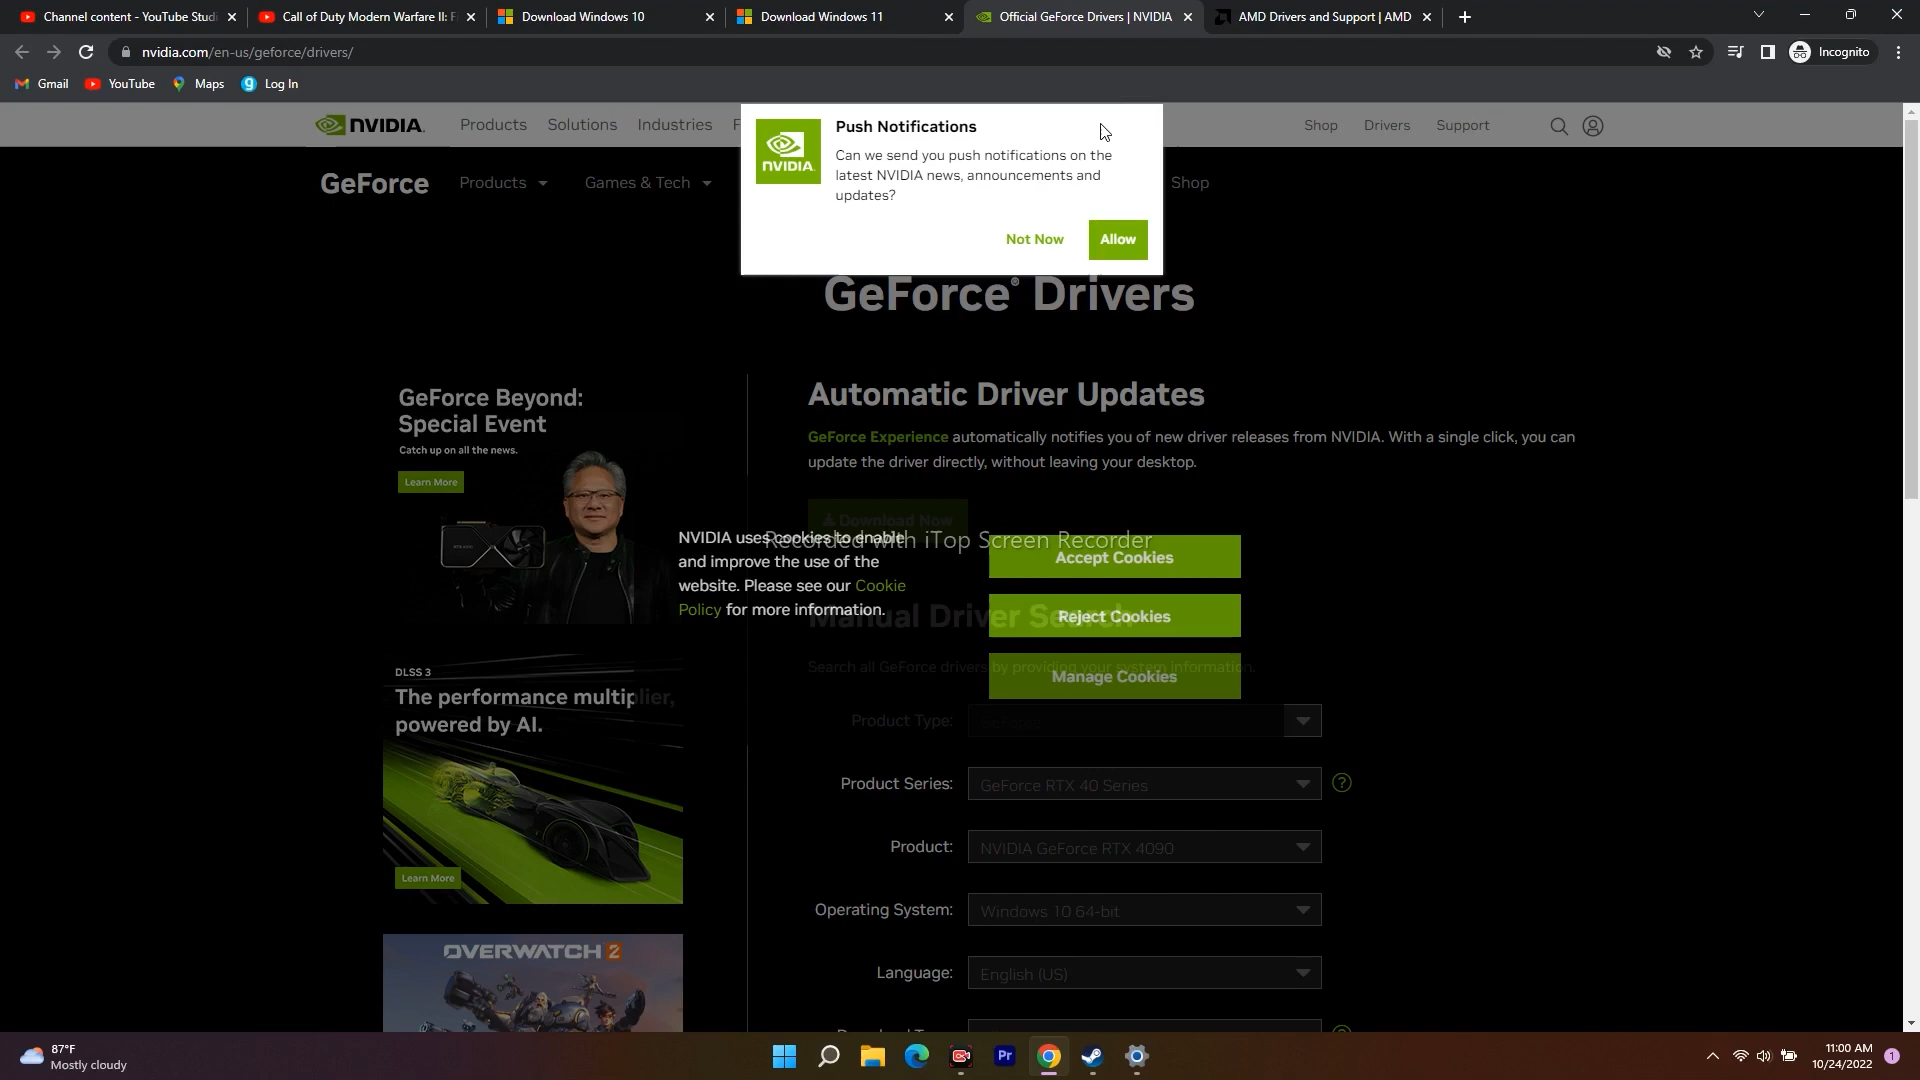 Channel content - YouTube Studi
Call of Duty Modern Warfare II: F
Download Windows 10
Download Windows 11
Official GeForce Drivers | NVIDIA
AMD Drivers and Support | AMD
nvidia.com/en-us/geforce/drivers/
Incognito
Gmail
YouTube
Maps
Log In
NVIDIA.
Products
Solutions
Industries
F
Shop
Drivers
Support
Push Notifications
NVIDIA.
Can we send you push notifications on the
latest NVIDIA news, announcements and
updates?
Not Now
Allow
GeForce
Products
Games & Tech
Shop
GeForce® Drivers
GeForce Beyond:
Special Event
Catch up on all the news.
Learn More
Automatic Driver Updates
GeForce Experience automatically notifies you of new driver releases from NVIDIA. With a single click, you can
update the driver directly, without leaving your desktop.
Download Now
Recorded with iTop Screen Recorder
NVIDIA uses cookies to enable
and improve the use of the
website. Please see our Cookie
Policy for more information.
Accept Cookies
Reject Cookies
Manage Cookies
Manual Driver Search
Search all GeForce drivers by providing your system information.
DLSS 3
The performance multiplier,
powered by AI.
Learn More
Product Type:
GeForce
Product Series:
GeForce RTX 40 Series
Product:
NVIDIA GeForce RTX 4090
Operating System:
Windows 10 64-bit
Language:
English (US)
OVERWATCH 2
87°F
Mostly cloudy
Pr
11:00 AM
10/24/2022
1